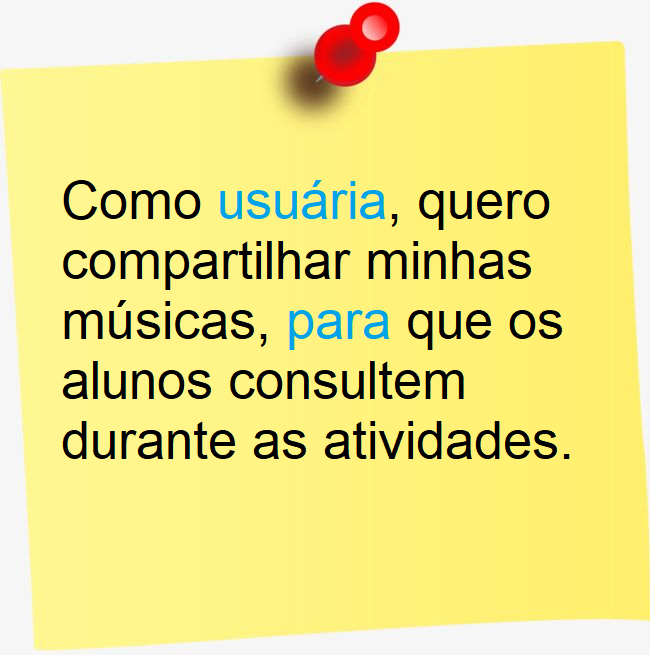 Como usuária, quero
compartilhar minhas
músicas, para que os
alunos consultem
durante as atividades.